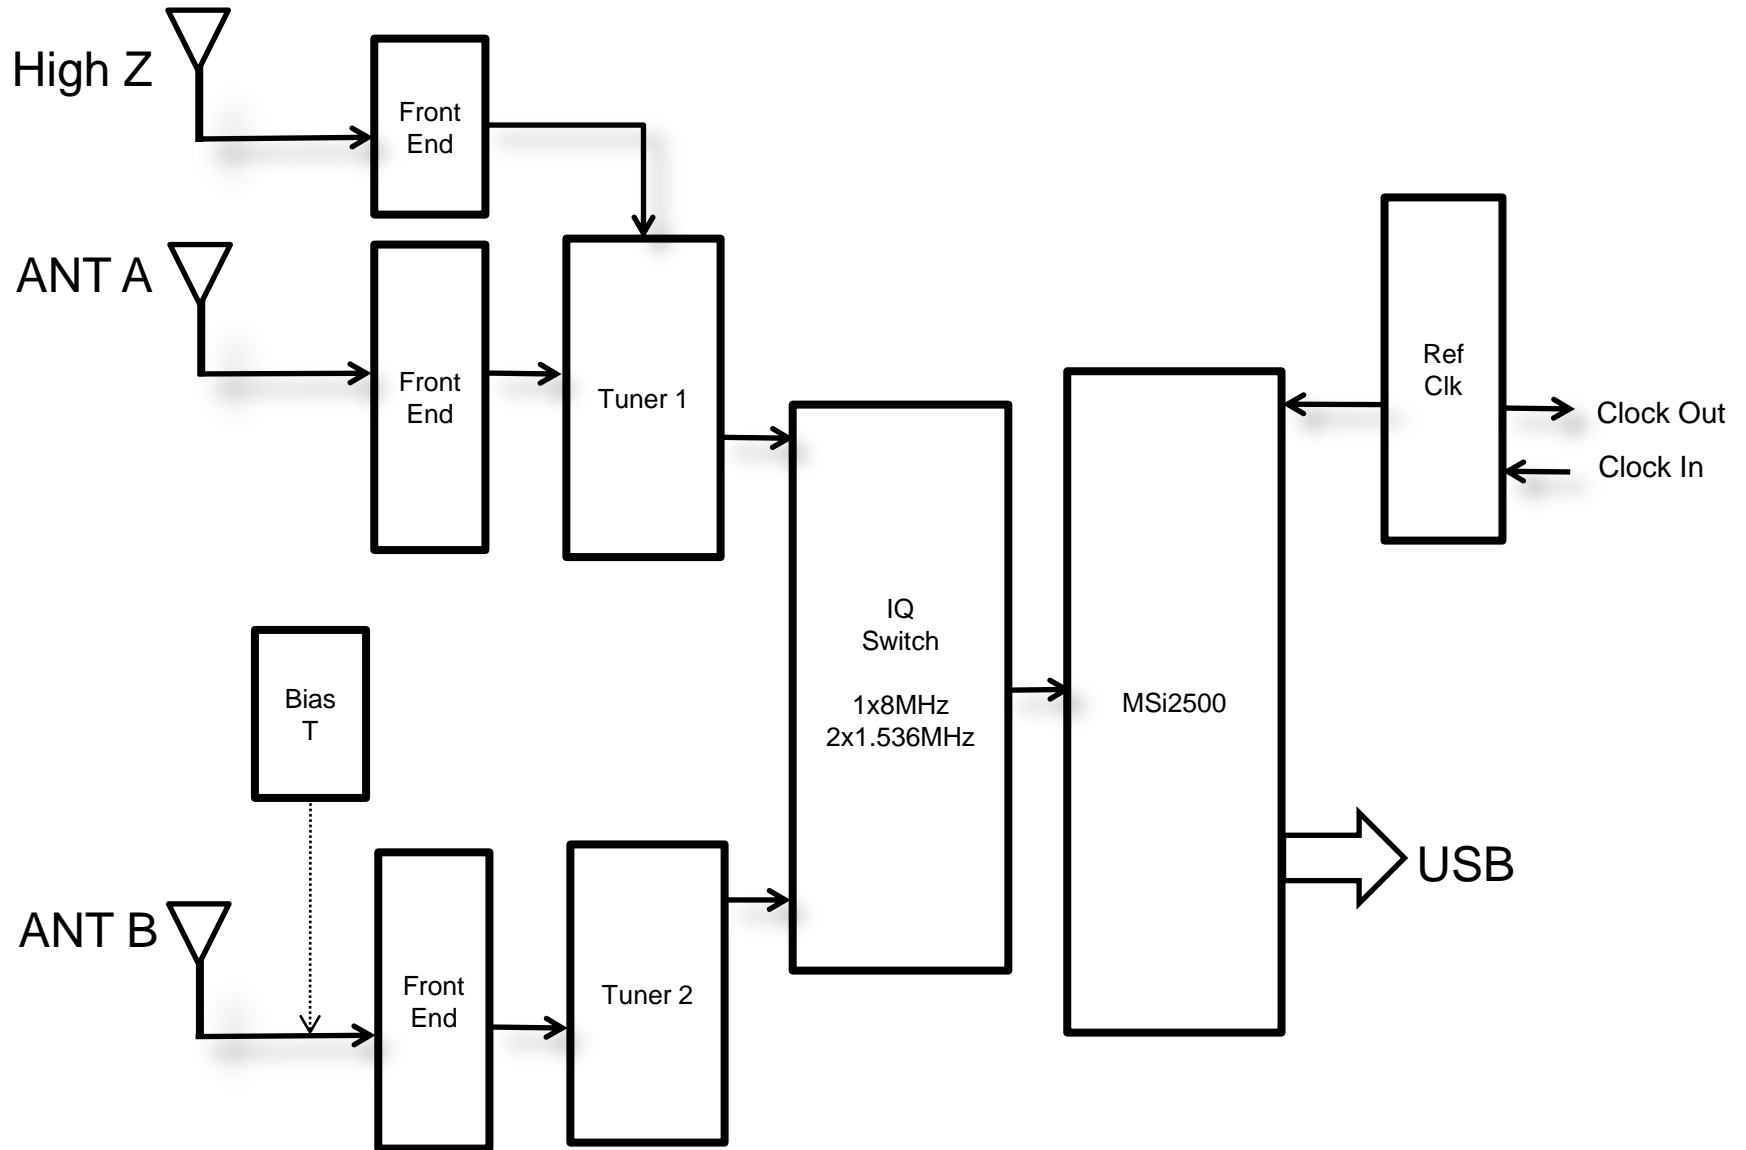 High Z
Front
End
ANT A
Front
End
Tuner 1
Ref
Clk
Clock Out
Clock In
IQ
Switch
1x8MHz
2x1.536MHz
MSi2500
Bias
T
USB
ANT B
Front
End
Tuner 2